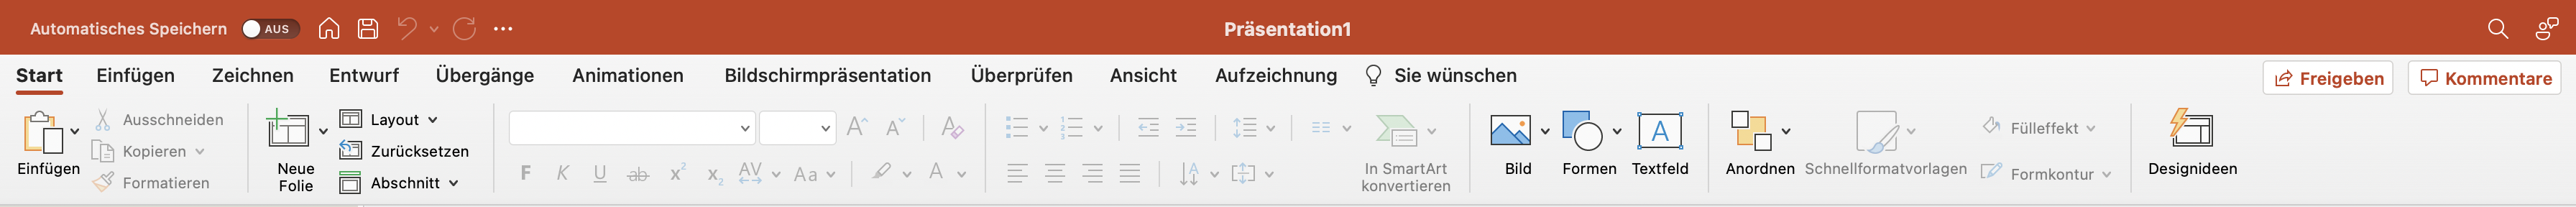 Automatisches Speichern AUS Präsentation1
Start Einfügen Zeichnen Entwurf Übergänge Animationen Bildschirmpräsentation Überprüfen Ansicht Aufzeichnung Sie wünschen Freigeben Kommentare
Einfügen
Ausschneiden
Kopieren
Formatieren
Neue
Folie
Layout
Zurücksetzen
Abschnitt
F K U ab x² x₂ AV Aa A
In SmartArt
konvertieren
Bild
Formen
Textfeld
Anordnen
Schnellformatvorlagen
Fülleffekt
Formkontur
Designideen